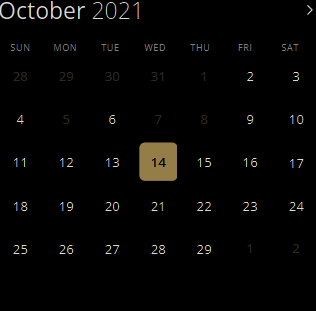 October 2021
SUN MON TUE WED THU FRI SAT
28 29 30 31 1 2 3
4 5 6 7 8 9 10
11 12 13 14 15 16 17
18 19 20 21 22 23 24
25 26 27 28 29 1 2